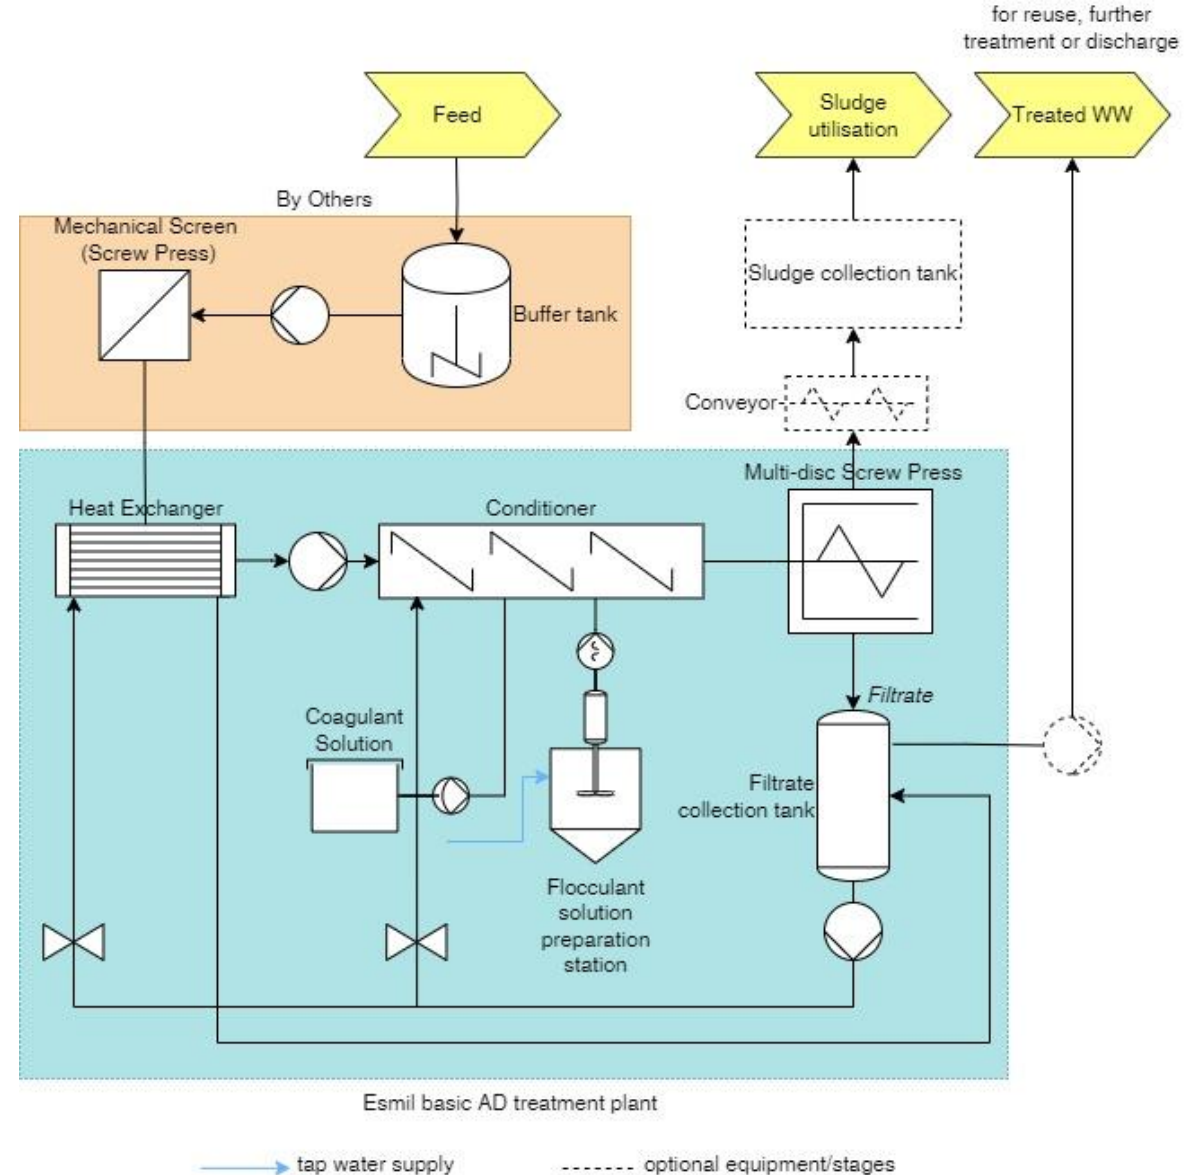 for reuse, further
treatment or discharge
Feed
Sludge
utilisation
Treated WW
By Others
Mechanical Screen
(Screw Press)
Buffer tank
Sludge collection tank
Conveyor
Multi-disc Screw Press
Heat Exchanger
Conditioner
Filtrate
Coagulant
Solution
Filtrate
collection tank
Flocculant
solution
preparation
station
Esmil basic AD treatment plant
tap water supply
optional equipment/stages